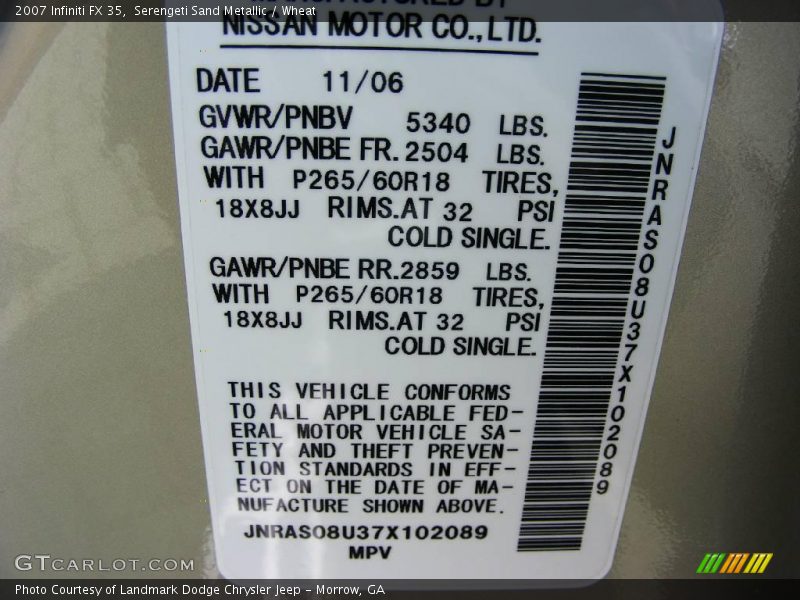 2007 Infiniti FX 35, Serengeti Sand Metallic / Wheat
MANUFACTURED BY
NISSAN MOTOR CO.,LTD.
DATE 11/06
GVWR/PNBV 5340 LBS.
GAWR/PNBE FR.2504 LBS.
WITH P265/60R18 TIRES,
18X8JJ RIMS.AT 32 PSI
COLD SINGLE.
GAWR/PNBE RR.2859 LBS.
WITH P265/60R18 TIRES,
18X8JJ RIMS.AT 32 PSI
COLD SINGLE.
THIS VEHICLE CONFORMS
TO ALL APPLICABLE FED-
ERAL MOTOR VEHICLE SA-
FETY AND THEFT PREVEN-
TION STANDARDS IN EFF-
ECT ON THE DATE OF MA-
NUFACTURE SHOWN ABOVE.
JNRAS08U37X102089
MPV
JNRAS08U37X102089
GTCARLOT.COM
Photo Courtesy of Landmark Dodge Chrysler Jeep - Morrow, GA